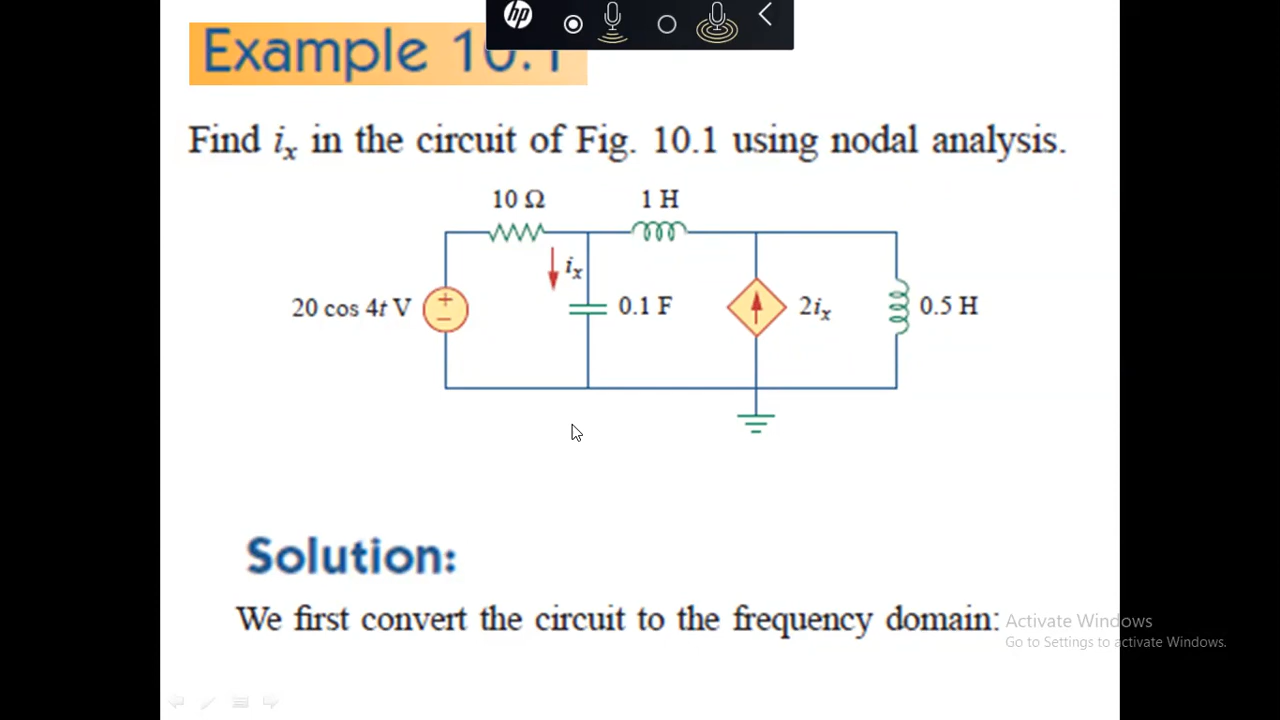 hp
Example 10.1
Find iₓ in the circuit of Fig. 10.1 using nodal analysis.
10 Ω
1 H
iₓ
20 cos 4t V
+
−
0.1 F
2iₓ
0.5 H
Solution:
We first convert the circuit to the frequency domain:
Activate Windows
Go to Settings to activate Windows.